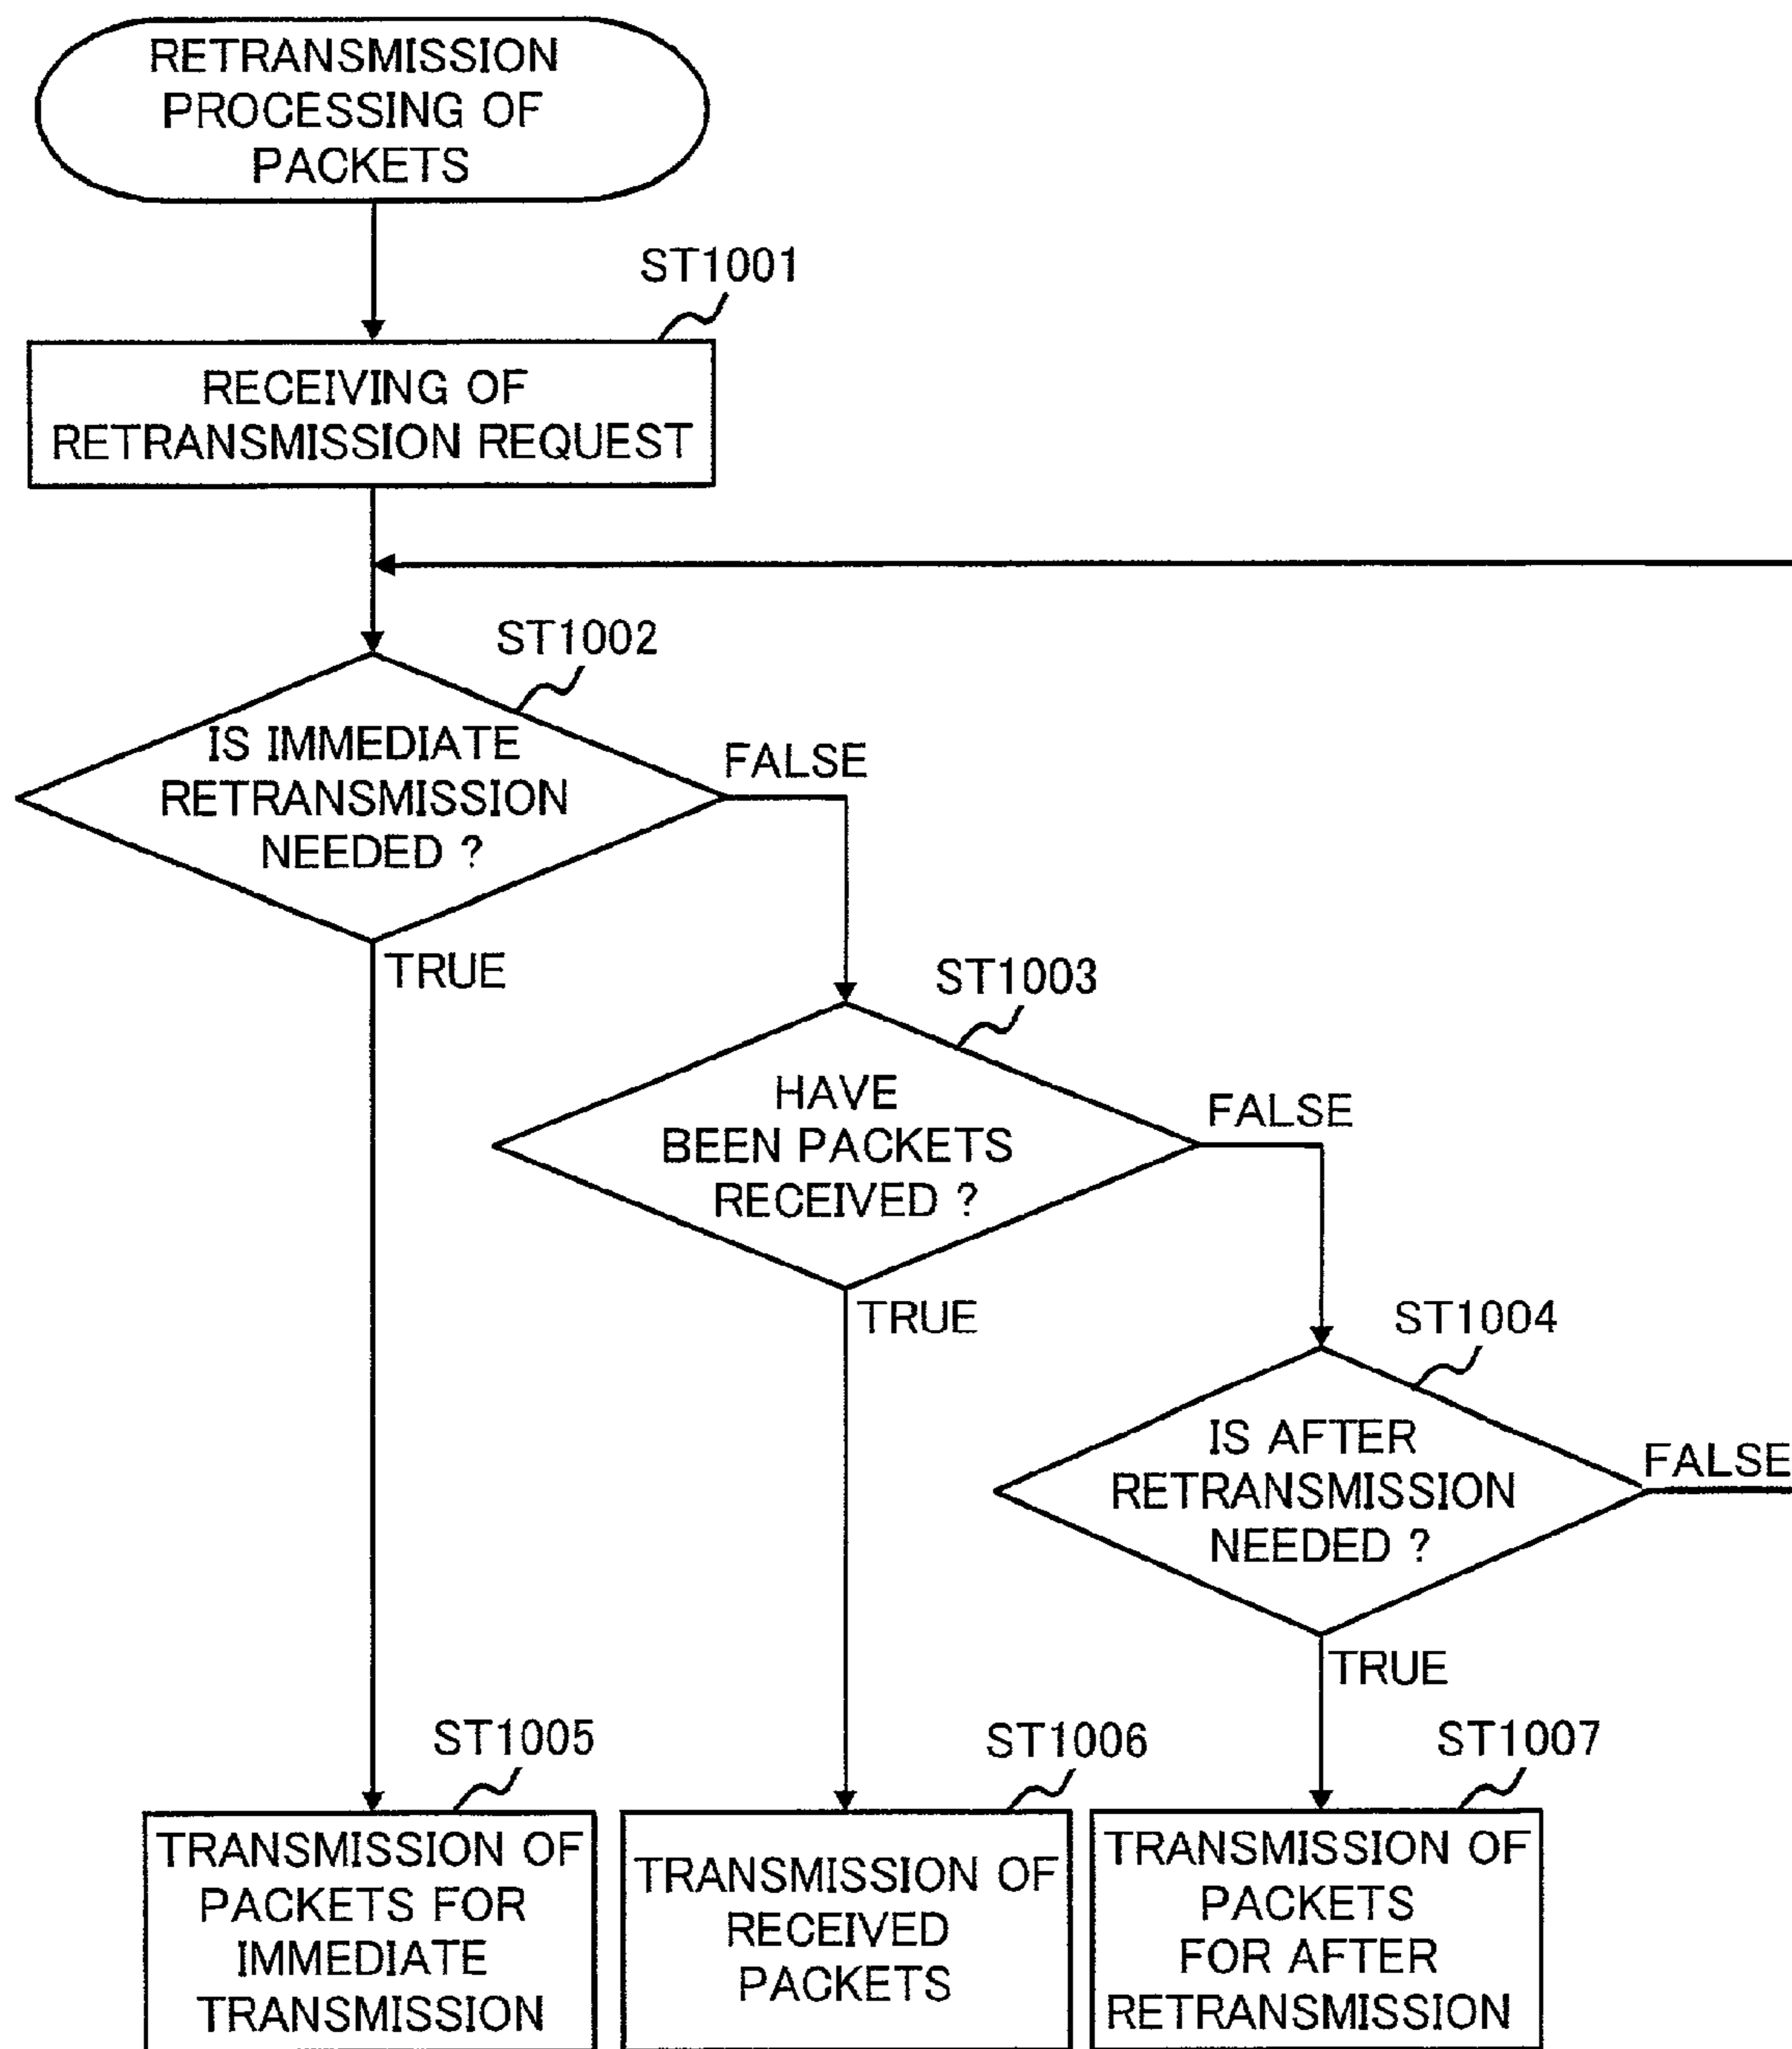 RETRANSMISSION
PROCESSING OF
PACKETS
ST1001
RECEIVING OF
RETRANSMISSION REQUEST
ST1002
IS IMMEDIATE
RETRANSMISSION
NEEDED ?
FALSE
TRUE
ST1003
HAVE
BEEN PACKETS
RECEIVED ?
FALSE
TRUE
ST1004
IS AFTER
RETRANSMISSION
NEEDED ?
FALSE
TRUE
ST1005
TRANSMISSION OF
PACKETS FOR
IMMEDIATE
TRANSMISSION
ST1006
TRANSMISSION OF
RECEIVED
PACKETS
ST1007
TRANSMISSION OF
PACKETS
FOR AFTER
RETRANSMISSION